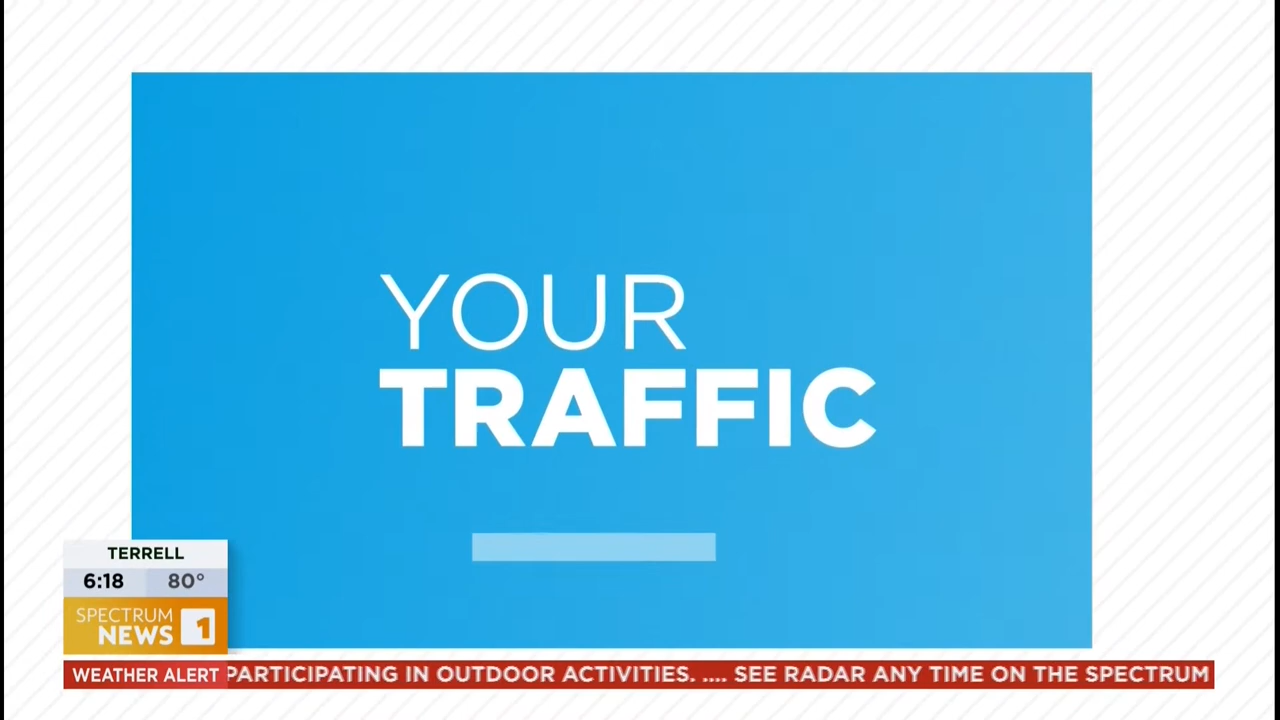 YOUR
TRAFFIC
TERRELL
6:18 80°
SPECTRUM
NEWS 1
WEATHER ALERT PARTICIPATING IN OUTDOOR ACTIVITIES. .... SEE RADAR ANY TIME ON THE SPECTRUM